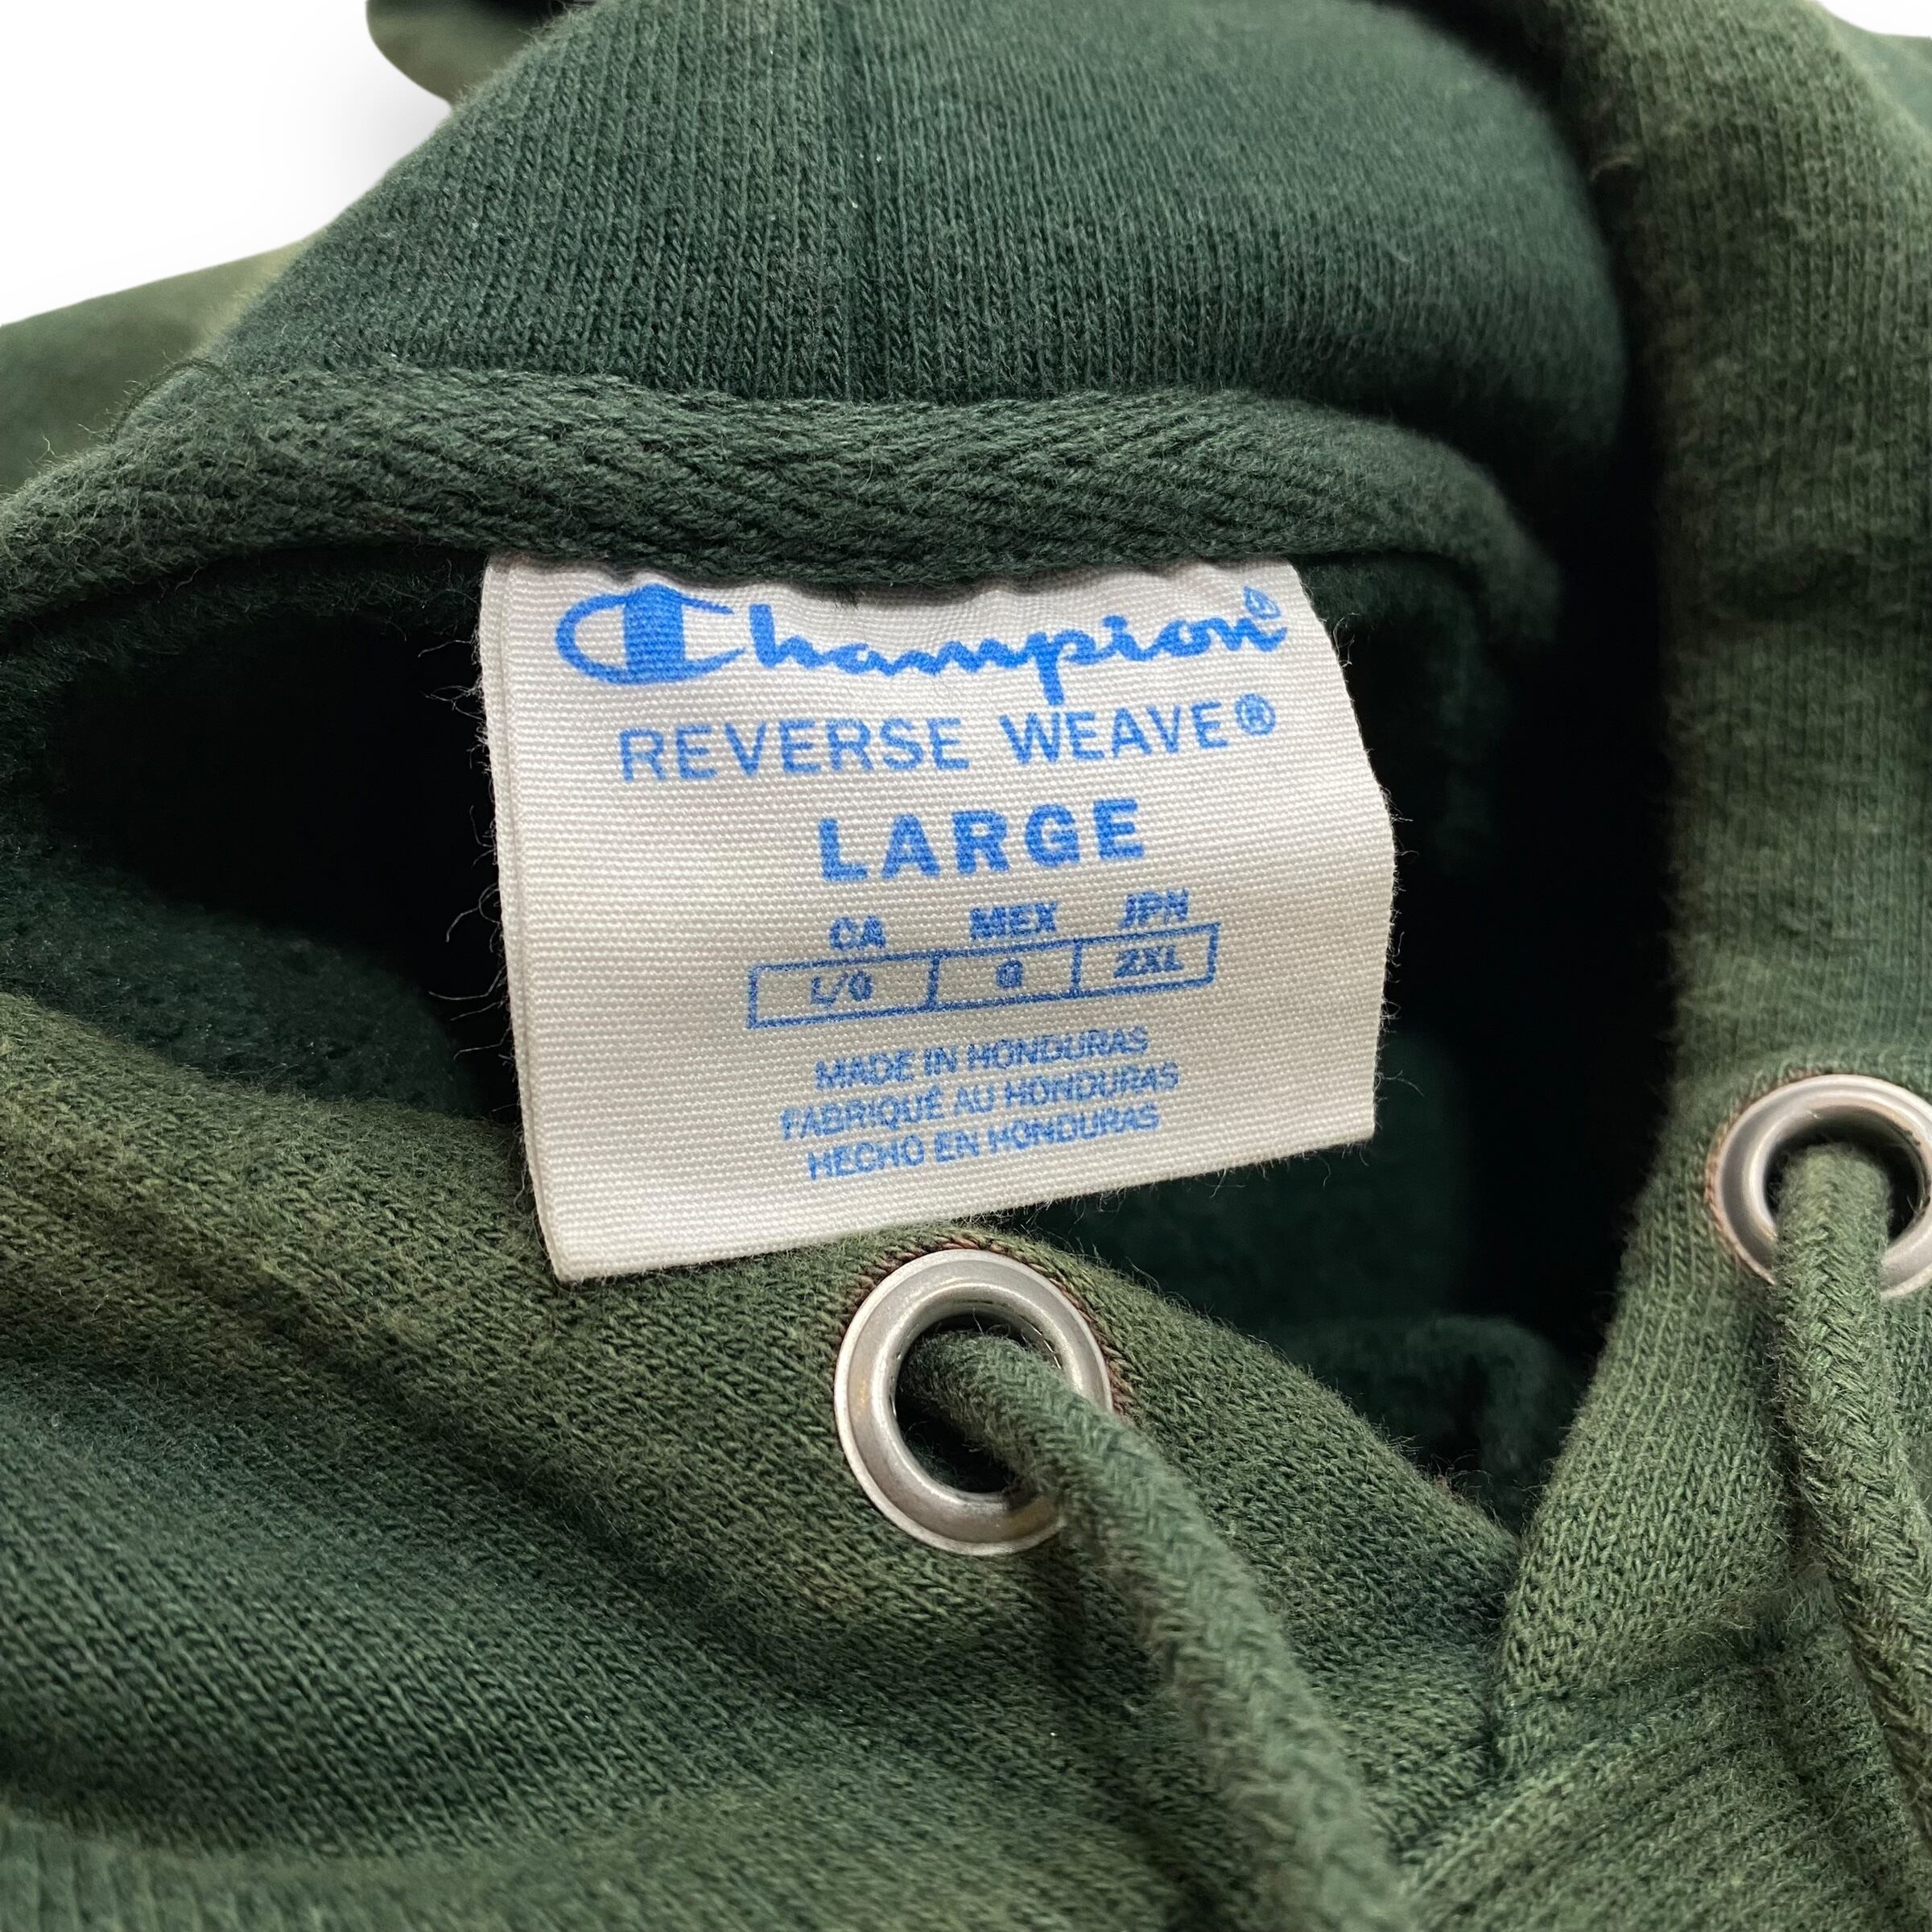 Champion
REVERSE WEAVE®
LARGE
CA MEX JPN
L/G G 2XL
MADE IN HONDURAS
FABRIQUÉ AU HONDURAS
HECHO EN HONDURAS